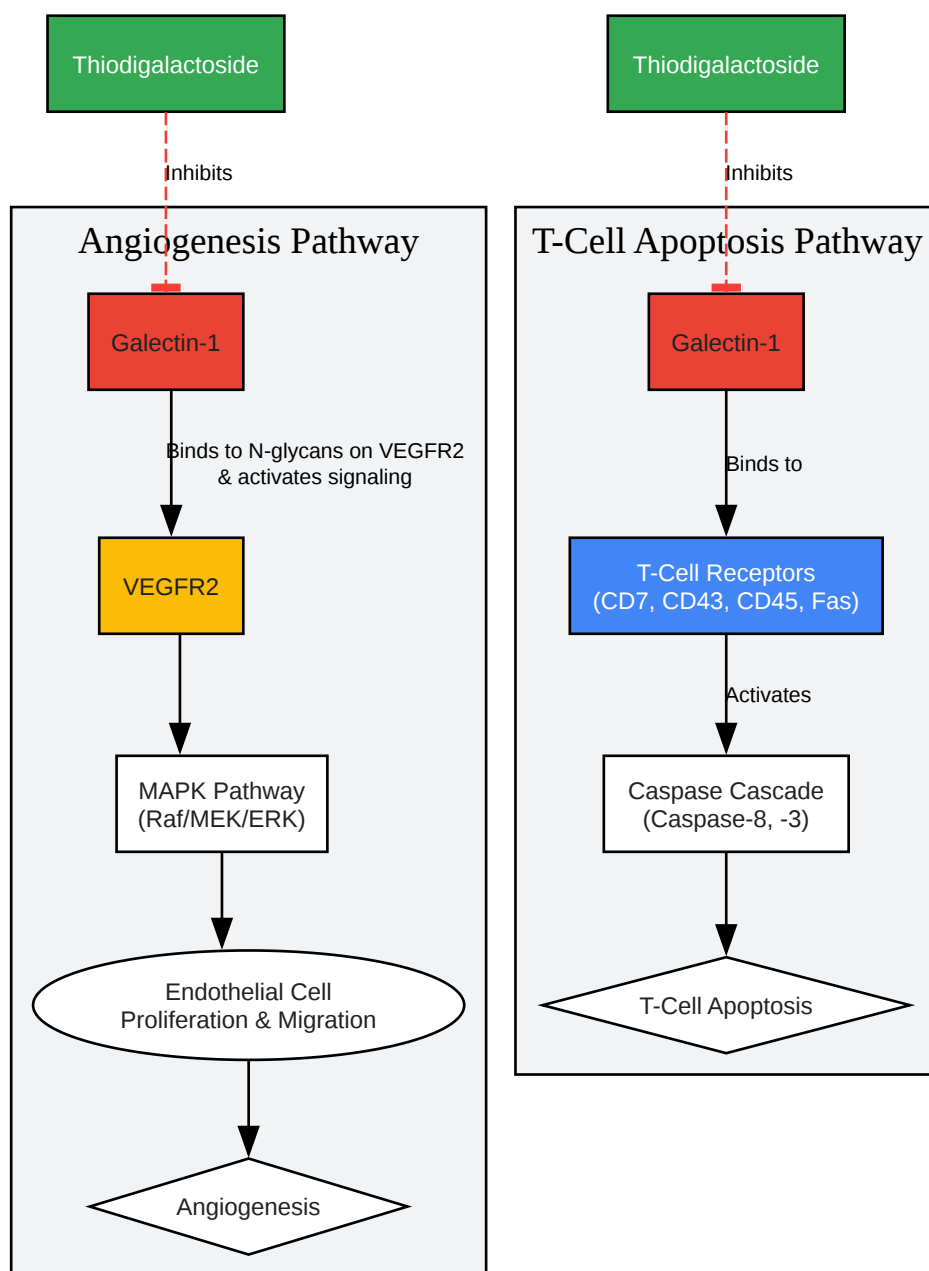 Thiodigalactoside
Inhibits
Angiogenesis Pathway
Galectin-1
Binds to N-glycans on VEGFR2
& activates signaling
VEGFR2
MAPK Pathway
(Raf/MEK/ERK)
Endothelial Cell
Proliferation & Migration
Angiogenesis
Thiodigalactoside
Inhibits
T-Cell Apoptosis Pathway
Galectin-1
Binds to
T-Cell Receptors
(CD7, CD43, CD45, Fas)
Activates
Caspase Cascade
(Caspase-8, -3)
T-Cell Apoptosis